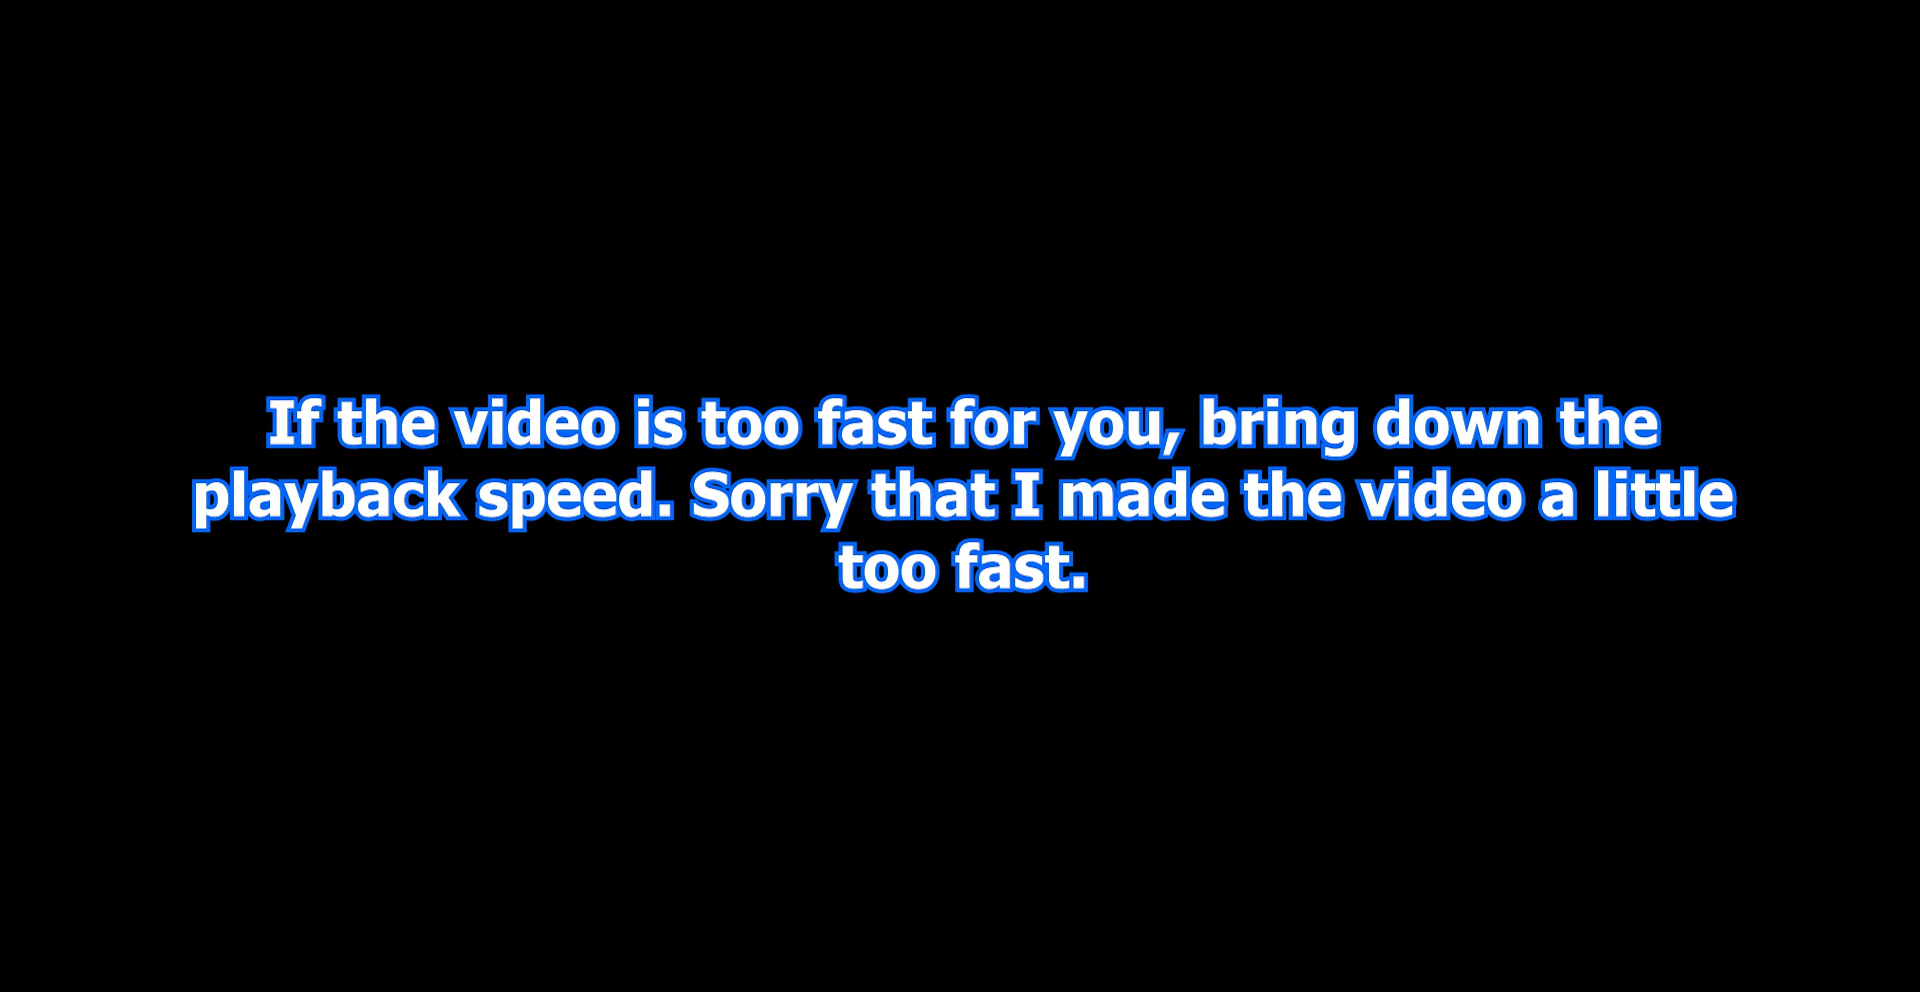 If the video is too fast for you, bring down the
playback speed. Sorry that I made the video a little
too fast.